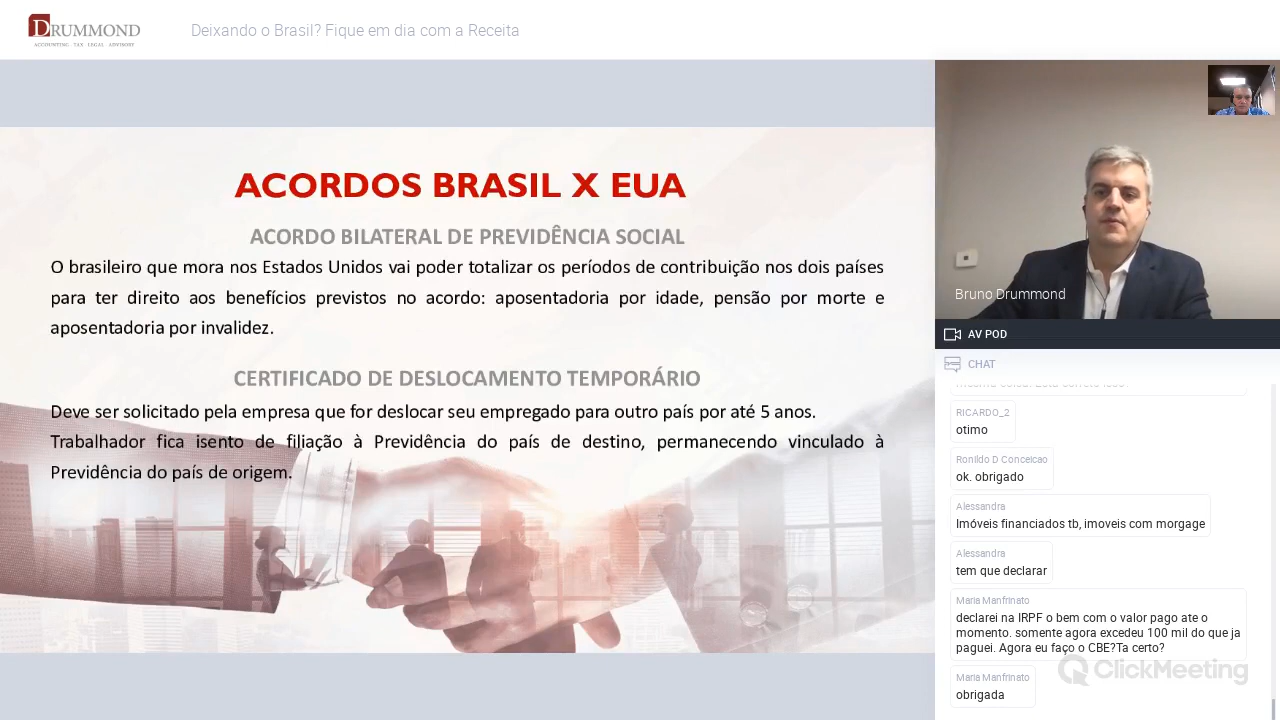 DRUMMOND
ACCOUNTING TAX LEGAL ADVISORY
Deixando o Brasil? Fique em dia com a Receita
ACORDOS BRASIL X EUA
ACORDO BILATERAL DE PREVIDÊNCIA SOCIAL
O brasileiro que mora nos Estados Unidos vai poder totalizar os períodos de contribuição nos dois países
para ter direito aos benefícios previstos no acordo: aposentadoria por idade, pensão por morte e
aposentadoria por invalidez.
CERTIFICADO DE DESLOCAMENTO TEMPORÁRIO
Deve ser solicitado pela empresa que for deslocar seu empregado para outro país por até 5 anos.
Trabalhador fica isento de filiação à Previdência do país de destino, permanecendo vinculado à
Previdência do país de origem.
Bruno Drummond
AV POD
CHAT
RICARDO_2
otimo
Ronildo D Conceicao
ok. obrigado
Alessandra
Imóveis financiados tb, imoveis com morgage
Alessandra
tem que declarar
Maria Manfrinato
declarei na IRPF o bem com o valor pago ate o
momento. somente agora excedeu 100 mil do que ja
paguei. Agora eu faço o CBE?Ta certo?
ClickMeeting
Maria Manfrinato
obrigada